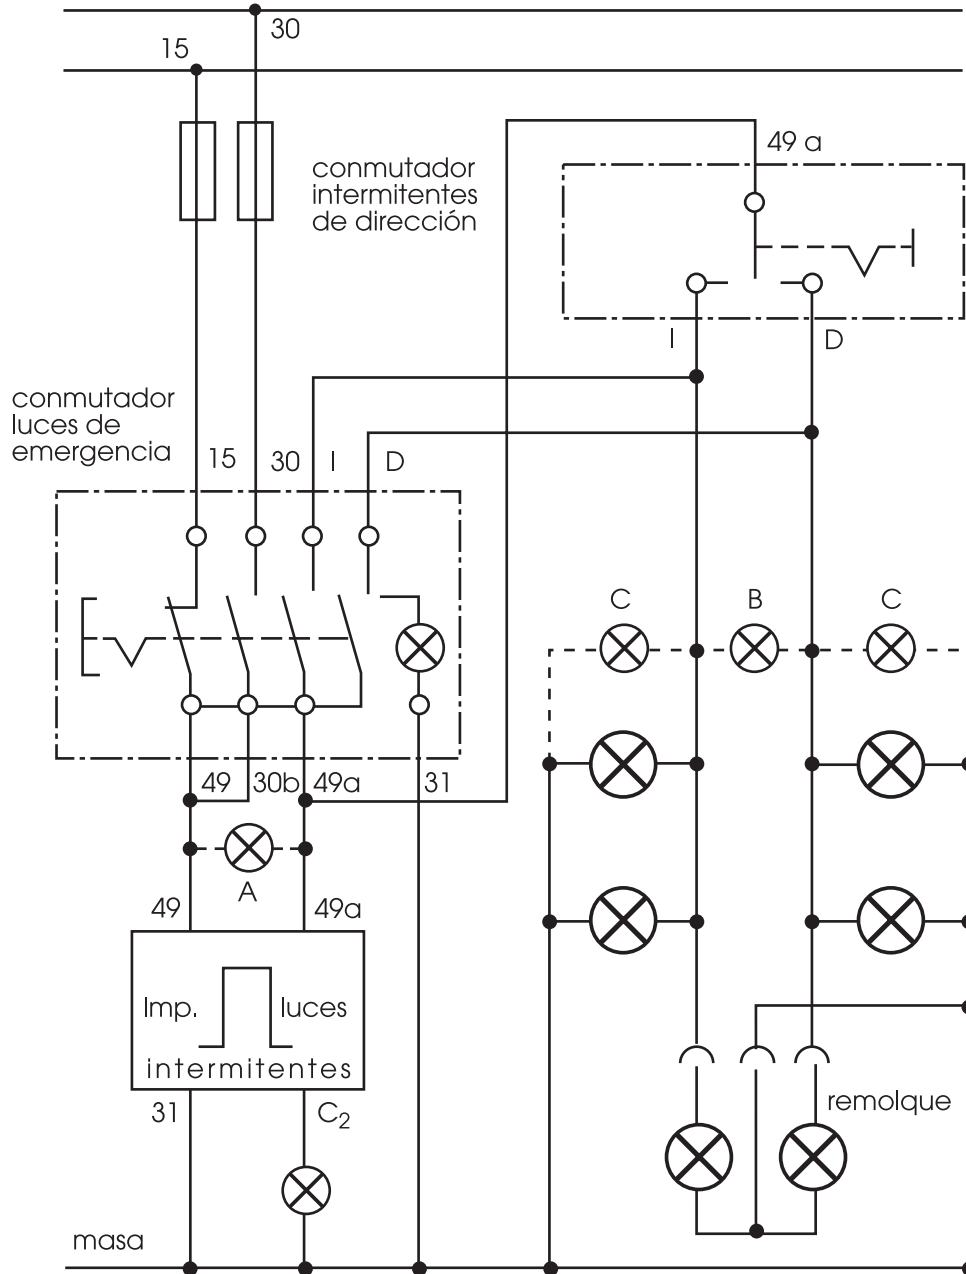 30
15
49 a
conmutador
intermitentes
de dirección
I
D
conmutador
luces de
emergencia
15
30
I
D
C
B
C
49
30b
49a
31
A
49
49a
Imp.
luces
intermitentes
31
C2
remolque
masa